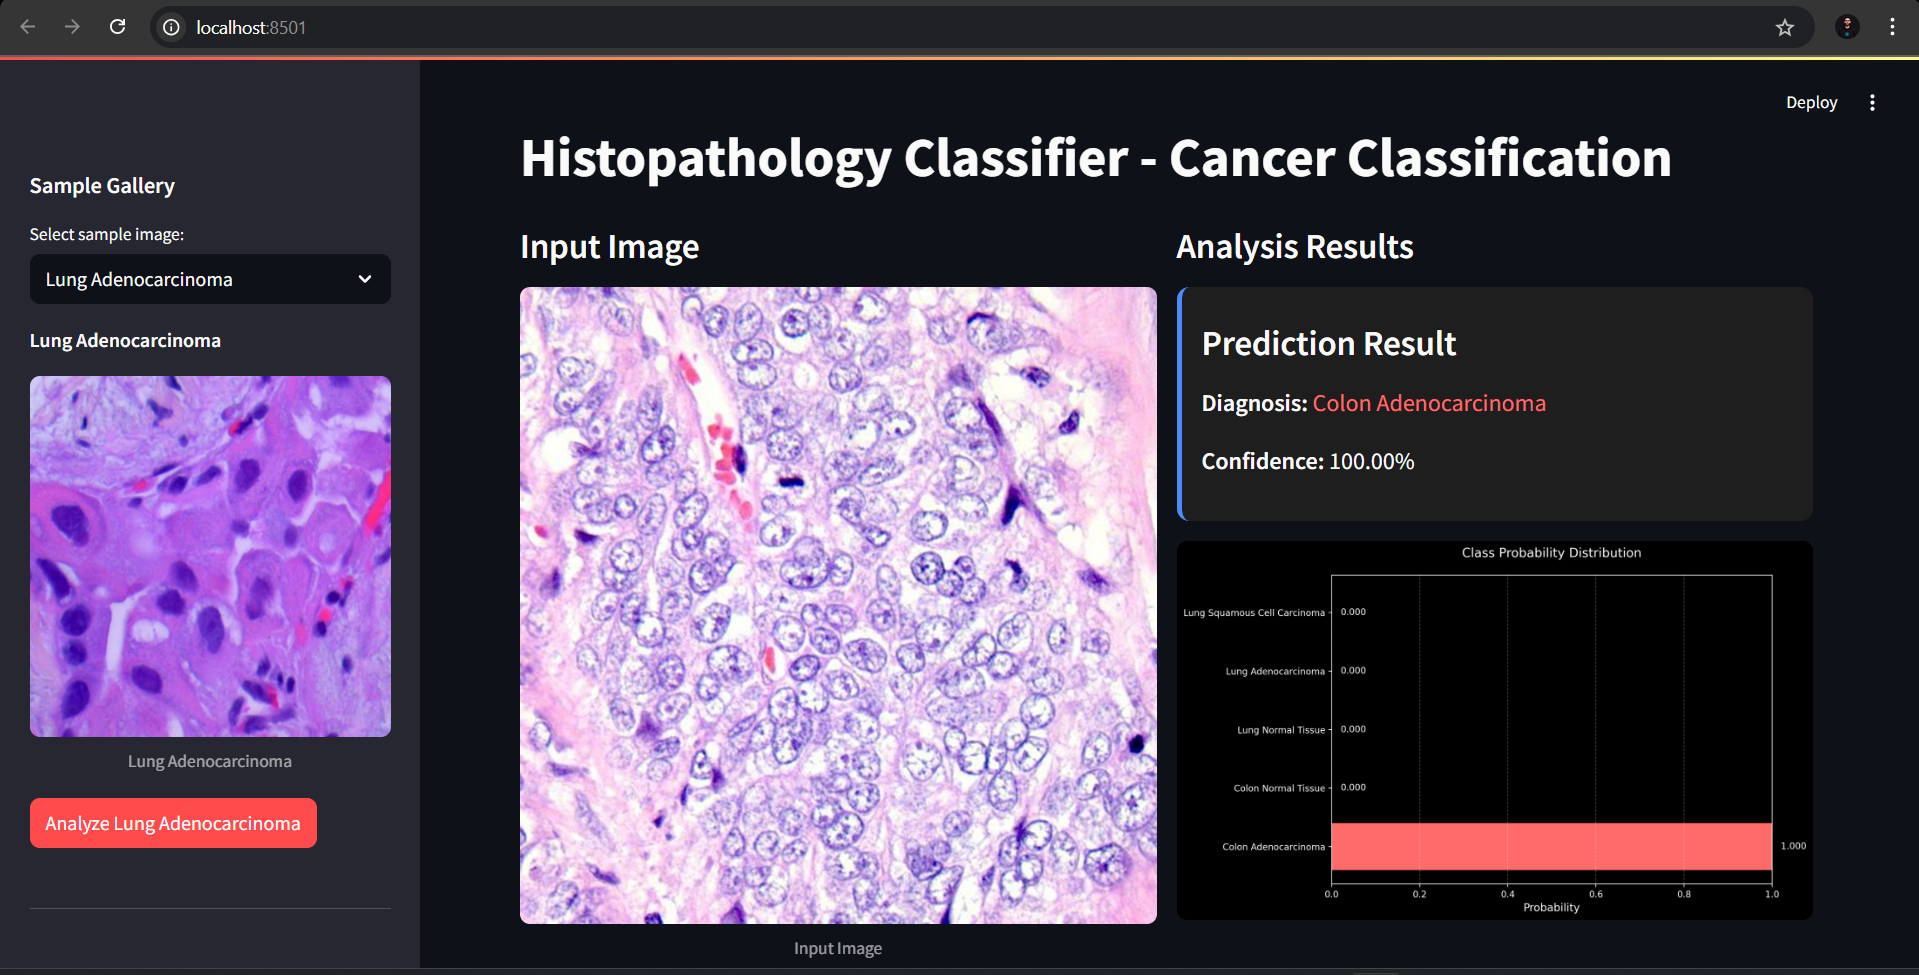 localhost:8501
Deploy
Sample Gallery
Select sample image:
Lung Adenocarcinoma
Lung Adenocarcinoma
Lung Adenocarcinoma
Analyze Lung Adenocarcinoma
Histopathology Classifier - Cancer Classification
Input Image
Input Image
Analysis Results
Prediction Result
Diagnosis: Colon Adenocarcinoma
Confidence: 100.00%
Class Probability Distribution
Lung Squamous Cell Carcinoma 0.000
Lung Adenocarcinoma 0.000
Lung Normal Tissue 0.000
Colon Normal Tissue 0.000
Colon Adenocarcinoma 1.000
0.0 0.2 0.4 0.6 0.8 1.0
Probability